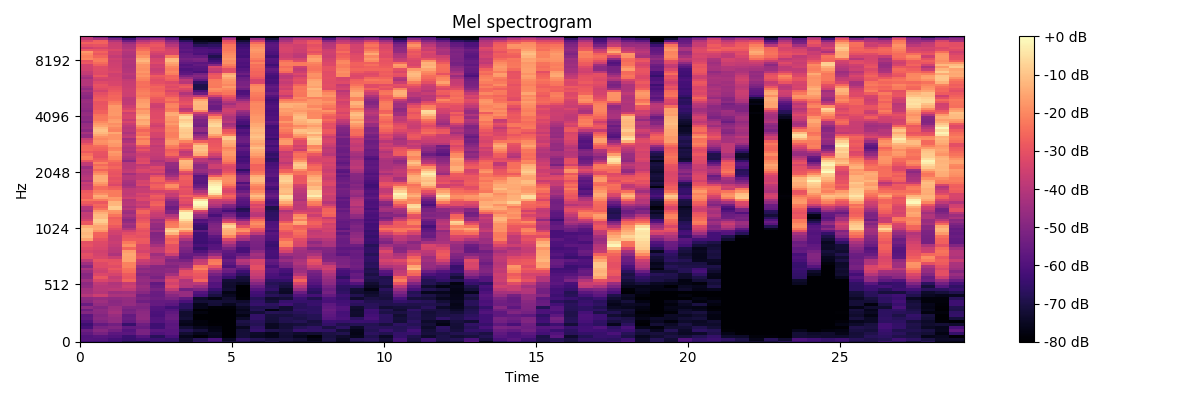 Mel spectrogram
8192
4096
2048
1024
512
0
Hz
0 5 10 15 20 25
Time
+0 dB
-10 dB
-20 dB
-30 dB
-40 dB
-50 dB
-60 dB
-70 dB
-80 dB